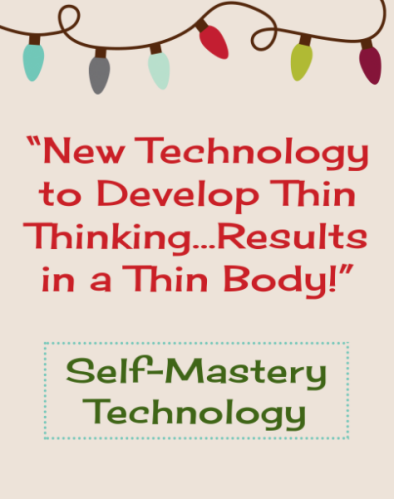 “New Technology
to Develop Thin
Thinking...Results
in a Thin Body!”
Self-Mastery
Technology